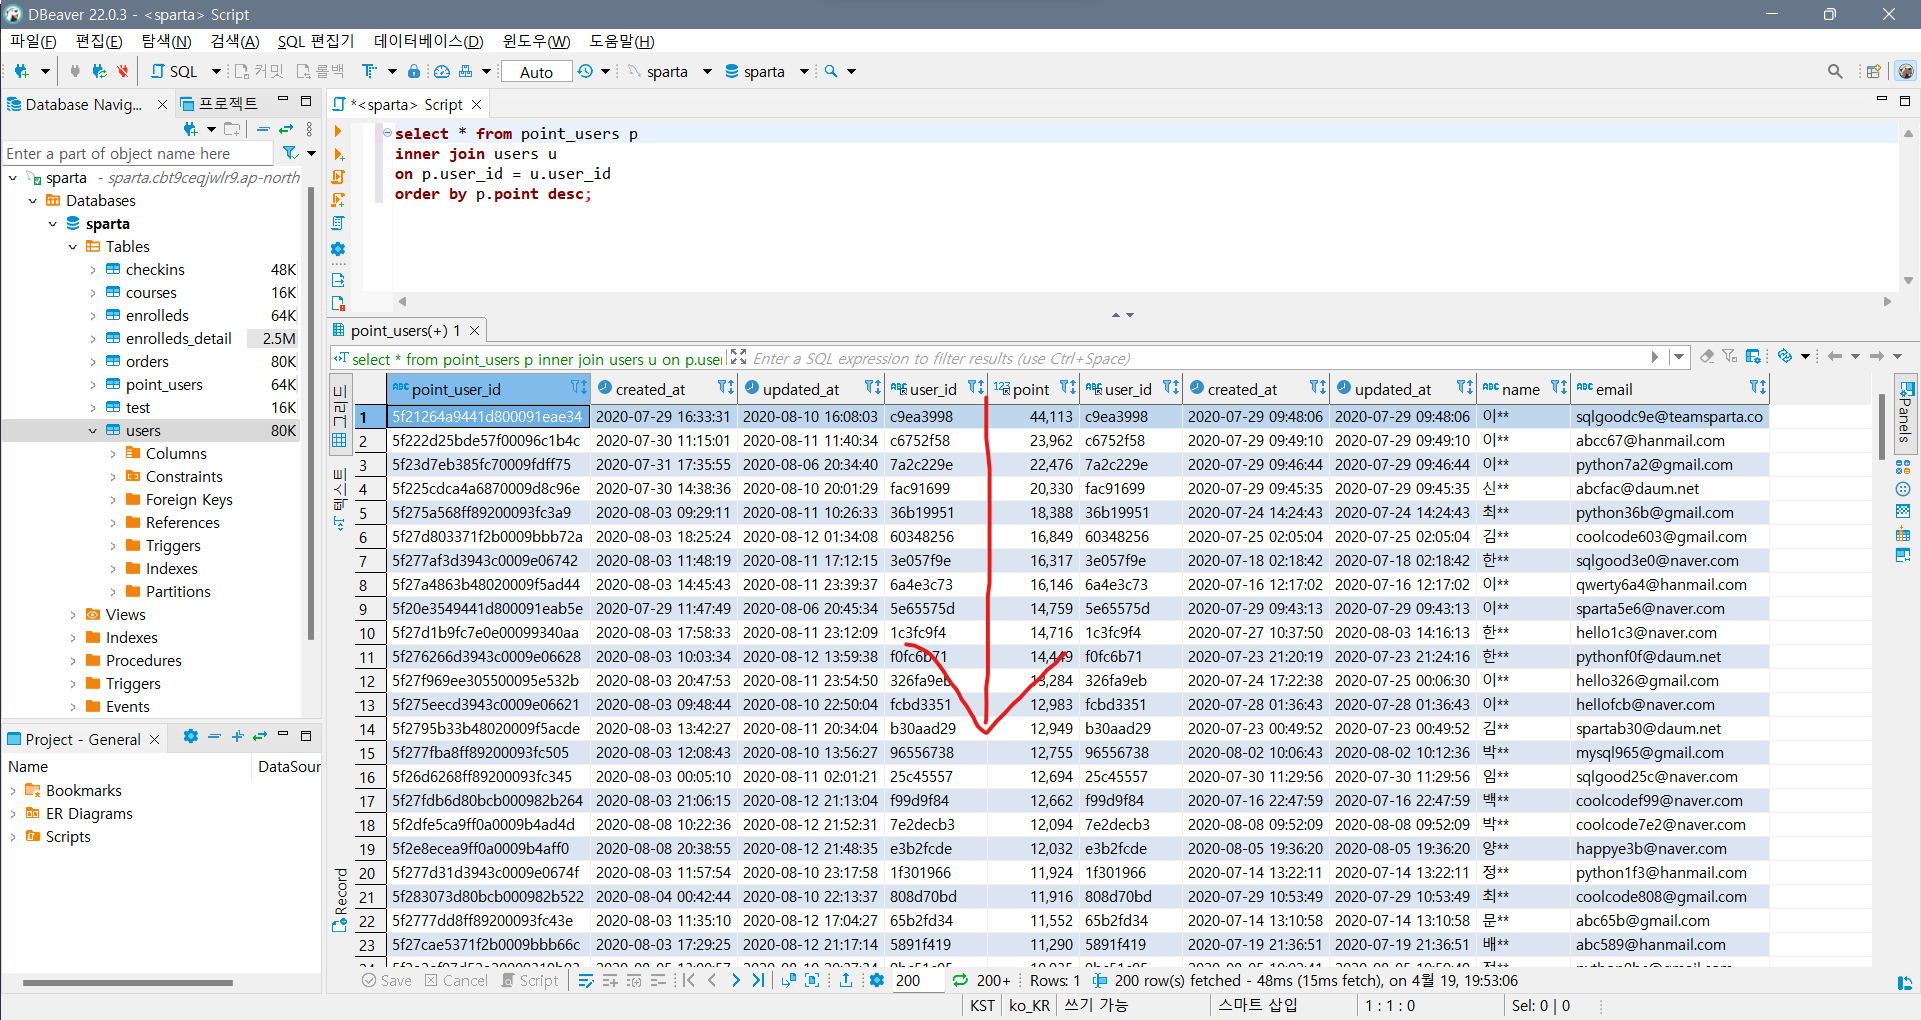 DBeaver 22.0.3 - <sparta> Script
파일(F) 편집(E) 탐색(N) 검색(A) SQL 편집기 데이터베이스(D) 윈도우(W) 도움말(H)
SQL 커밋 롤백 Auto sparta sparta
Database Navig... 프로젝트
Enter a part of object name here
sparta - sparta.cbt9ceqjwlr9.ap-north
Databases
sparta
Tables
checkins 48K
courses 16K
enrolleds 64K
enrolleds_detail 2.5M
orders 80K
point_users 64K
test 16K
users 80K
Columns
Constraints
Foreign Keys
References
Triggers
Indexes
Partitions
Views
Indexes
Procedures
Triggers
Events
Project - General
Name DataSour
Bookmarks
ER Diagrams
Scripts
*<sparta> Script
select * from point_users p
inner join users u
on p.user_id = u.user_id
order by p.point desc;
point_users(+) 1
select * from point_users p inner join users u on p.user Enter a SQL expression to filter results (use Ctrl+Space)
point_user_id created_at updated_at user_id point user_id created_at updated_at name email
1 5f21264a9441d800091eae34 2020-07-29 16:33:31 2020-08-10 16:08:03 c9ea3998 44,113 c9ea3998 2020-07-29 09:48:06 2020-07-29 09:48:06 이** sqlgoodc9e@teamsparta.co
2 5f222d25bde57f00096c1b4c 2020-07-30 11:15:01 2020-08-11 11:40:34 c6752f58 23,962 c6752f58 2020-07-29 09:49:10 2020-07-29 09:49:10 이** abcc67@hanmail.com
3 5f23d7eb385fc70009fdff75 2020-07-31 17:35:55 2020-08-06 20:34:40 7a2c229e 22,476 7a2c229e 2020-07-29 09:46:44 2020-07-29 09:46:44 이** python7a2@gmail.com
4 5f225cdca4a6870009d8c96e 2020-07-30 14:38:36 2020-08-10 20:01:29 fac91699 20,330 fac91699 2020-07-29 09:45:35 2020-07-29 09:45:35 신** abcfac@daum.net
5 5f275a568ff89200093fc3a9 2020-08-03 09:29:11 2020-08-11 10:26:33 36b19951 18,388 36b19951 2020-07-24 14:24:43 2020-07-24 14:24:43 최** python36b@gmail.com
6 5f27d803371f2b0009bbb72a 2020-08-03 18:25:24 2020-08-12 01:34:08 60348256 16,849 60348256 2020-07-25 02:05:04 2020-07-25 02:05:04 김** coolcode603@gmail.com
7 5f277af3d3943c0009e06742 2020-08-03 11:48:19 2020-08-11 17:12:15 3e057f9e 16,317 3e057f9e 2020-07-18 02:18:42 2020-07-18 02:18:42 한** sqlgood3e0@naver.com
8 5f27a4863b48020009f5ad44 2020-08-03 14:45:43 2020-08-11 23:39:37 6a4e3c73 16,146 6a4e3c73 2020-07-16 12:17:02 2020-07-16 12:17:02 이** qwerty6a4@hanmail.com
9 5f20e3549441d800091eab5e 2020-07-29 11:47:49 2020-08-06 20:45:34 5e65575d 14,759 5e65575d 2020-07-29 09:43:13 2020-07-29 09:43:13 이** sparta5e6@naver.com
10 5f27d1b9fc7e0e00099340aa 2020-08-03 17:58:33 2020-08-11 23:12:09 1c3fc9f4 14,716 1c3fc9f4 2020-07-27 10:37:50 2020-08-03 14:16:13 한** hello1c3@naver.com
11 5f276266d3943c0009e06628 2020-08-03 10:03:34 2020-08-12 13:59:38 f0fc6b71 14,449 f0fc6b71 2020-07-23 21:20:19 2020-07-23 21:24:16 한** pythonf0f@daum.net
12 5f27f969ee305500095e532b 2020-08-03 20:47:53 2020-08-11 23:54:50 326fa9eb 13,284 326fa9eb 2020-07-24 17:22:38 2020-07-25 00:06:30 이** hello326@gmail.com
13 5f275eecd3943c0009e06621 2020-08-03 09:48:44 2020-08-10 22:50:04 fcbd3351 12,983 fcbd3351 2020-07-28 01:36:43 2020-07-28 01:36:43 이** hellofcb@naver.com
14 5f2795b33b48020009f5acde 2020-08-03 13:42:27 2020-08-11 20:34:04 b30aad29 12,949 b30aad29 2020-07-23 00:49:52 2020-07-23 00:49:52 김** spartab30@daum.net
15 5f277fba8ff89200093fc505 2020-08-03 12:08:43 2020-08-10 13:56:27 96556738 12,755 96556738 2020-08-02 10:06:43 2020-08-02 10:12:36 박** mysql965@gmail.com
16 5f26d6268ff89200093fc345 2020-08-03 00:05:10 2020-08-11 02:01:21 25c45557 12,694 25c45557 2020-07-30 11:29:56 2020-07-30 11:29:56 임** sqlgood25c@naver.com
17 5f27fdb6d80bcb000982b264 2020-08-03 21:06:15 2020-08-12 21:13:04 f99d9f84 12,662 f99d9f84 2020-07-16 22:47:59 2020-07-16 22:47:59 백** coolcodef99@naver.com
18 5f2dfe5ca9ff0a0009b4ad4d 2020-08-08 10:22:36 2020-08-12 21:52:31 7e2decb3 12,094 7e2decb3 2020-08-08 09:52:09 2020-08-08 09:52:09 박** coolcode7e2@naver.com
19 5f2e8ecea9ff0a0009b4aff0 2020-08-08 20:38:55 2020-08-12 21:48:35 e3b2fcde 12,032 e3b2fcde 2020-08-05 19:36:20 2020-08-05 19:36:20 양** happye3b@naver.com
20 5f277d31d3943c0009e0674f 2020-08-03 11:57:54 2020-08-10 23:17:58 1f301966 11,924 1f301966 2020-07-14 13:22:11 2020-07-14 13:22:11 정** python1f3@hanmail.com
21 5f283073d80bcb000982b522 2020-08-04 00:42:44 2020-08-10 22:13:37 808d70bd 11,916 808d70bd 2020-07-29 10:53:49 2020-07-29 10:53:49 최** coolcode808@gmail.com
22 5f2777dd8ff89200093fc43e 2020-08-03 11:35:10 2020-08-12 17:04:27 65b2fd34 11,552 65b2fd34 2020-07-14 13:10:58 2020-07-14 13:10:58 문** abc65b@gmail.com
23 5f27cae5371f2b0009bbb66c 2020-08-03 17:29:25 2020-08-12 21:17:14 5891f419 11,290 5891f419 2020-07-19 21:36:51 2020-07-19 21:36:51 배** abc589@hanmail.com
Record
Panels
Save Cancel Script 200 200+ Rows: 1 200 row(s) fetched - 48ms (15ms fetch), on 4월 19, 19:53:06
KST ko_KR 쓰기 가능 스마트 삽입 1 : 1 : 0 Sel: 0 | 0